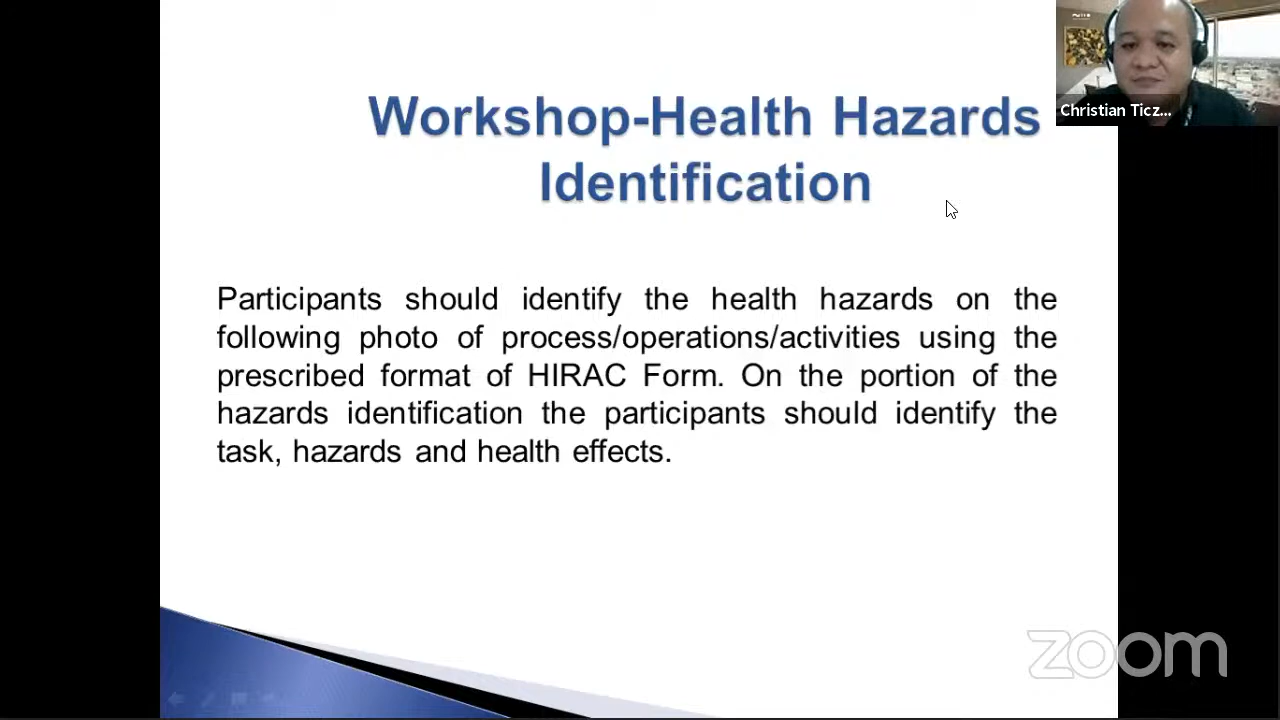 Workshop-Health Hazards
Identification
Christian Ticz...
Participants should identify the health hazards on the
following photo of process/operations/activities using the
prescribed format of HIRAC Form. On the portion of the
hazards identification the participants should identify the
task, hazards and health effects.
zoom